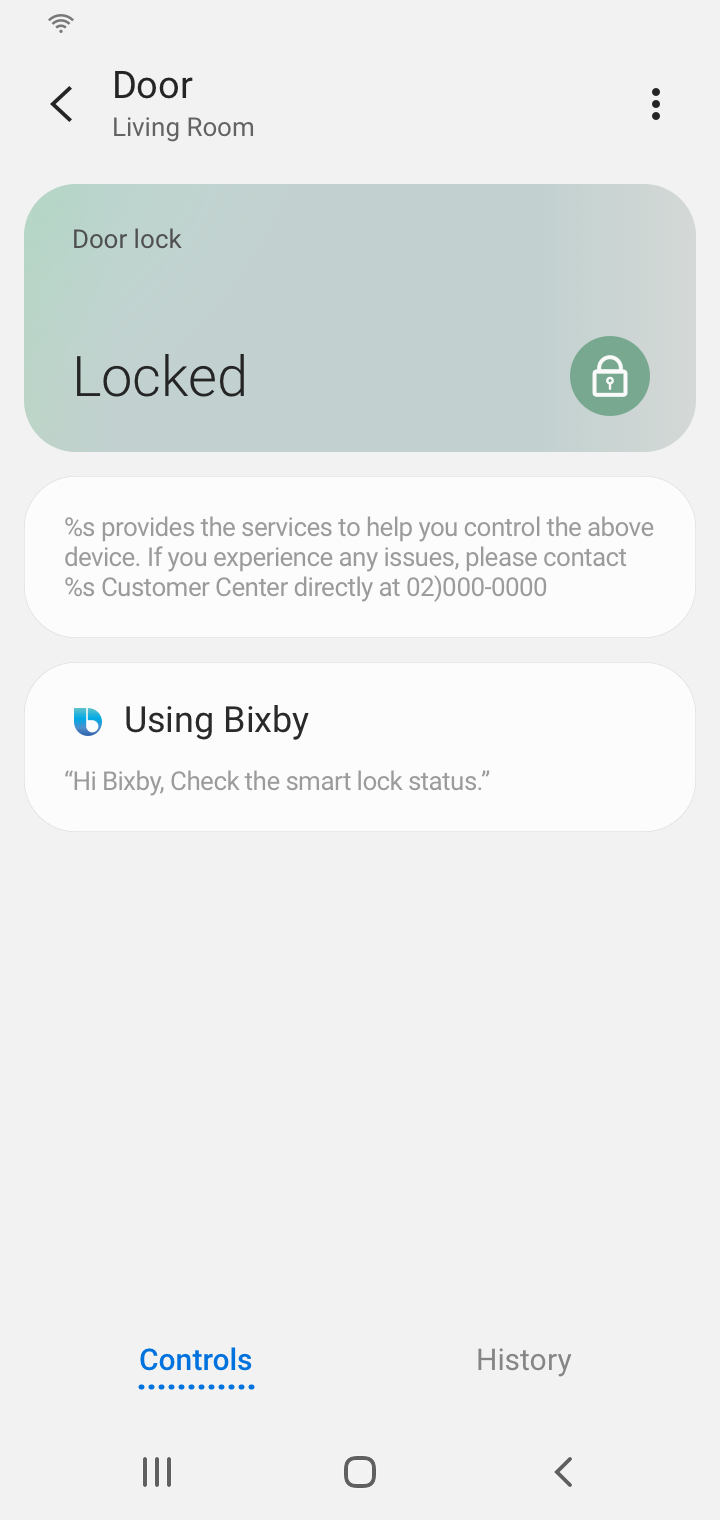 Door
Living Room
Door lock
Locked
%s provides the services to help you control the above
device. If you experience any issues, please contact
%s Customer Center directly at 02)000-0000
Using Bixby
“Hi Bixby, Check the smart lock status.”
Controls
History